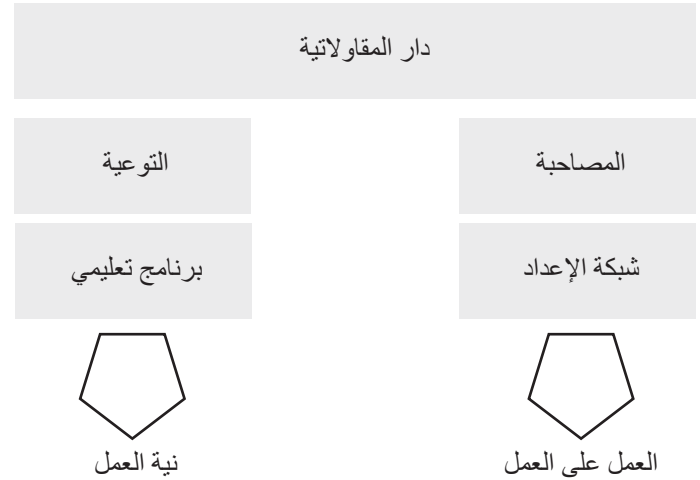 دار المقاولاتية
المصاحبة
التوعية
شبكة الإعداد
برنامج تعليمي
العمل على العمل
نية العمل